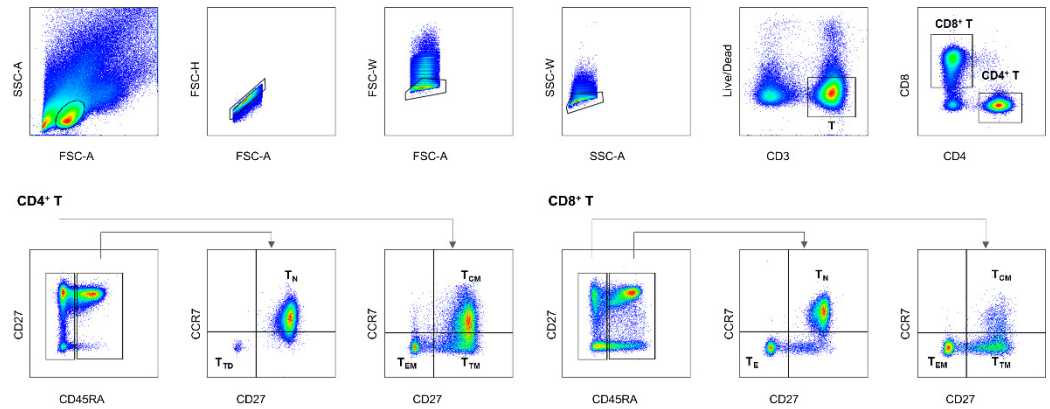 SSC-A
FSC-A
FSC-H
FSC-A
FSC-W
FSC-A
SSC-W
SSC-A
Live/Dead
T
CD3
CD8⁺ T
CD4⁺ T
CD8
CD4
CD4⁺ T
CD27
CD45RA
T_N
CCR7
T_TD
CD27
T_CM
CCR7
T_EM
T_TM
CD27
CD8⁺ T
CD27
CD45RA
T_N
CCR7
T_E
CD27
T_CM
CCR7
T_EM
T_TM
CD27